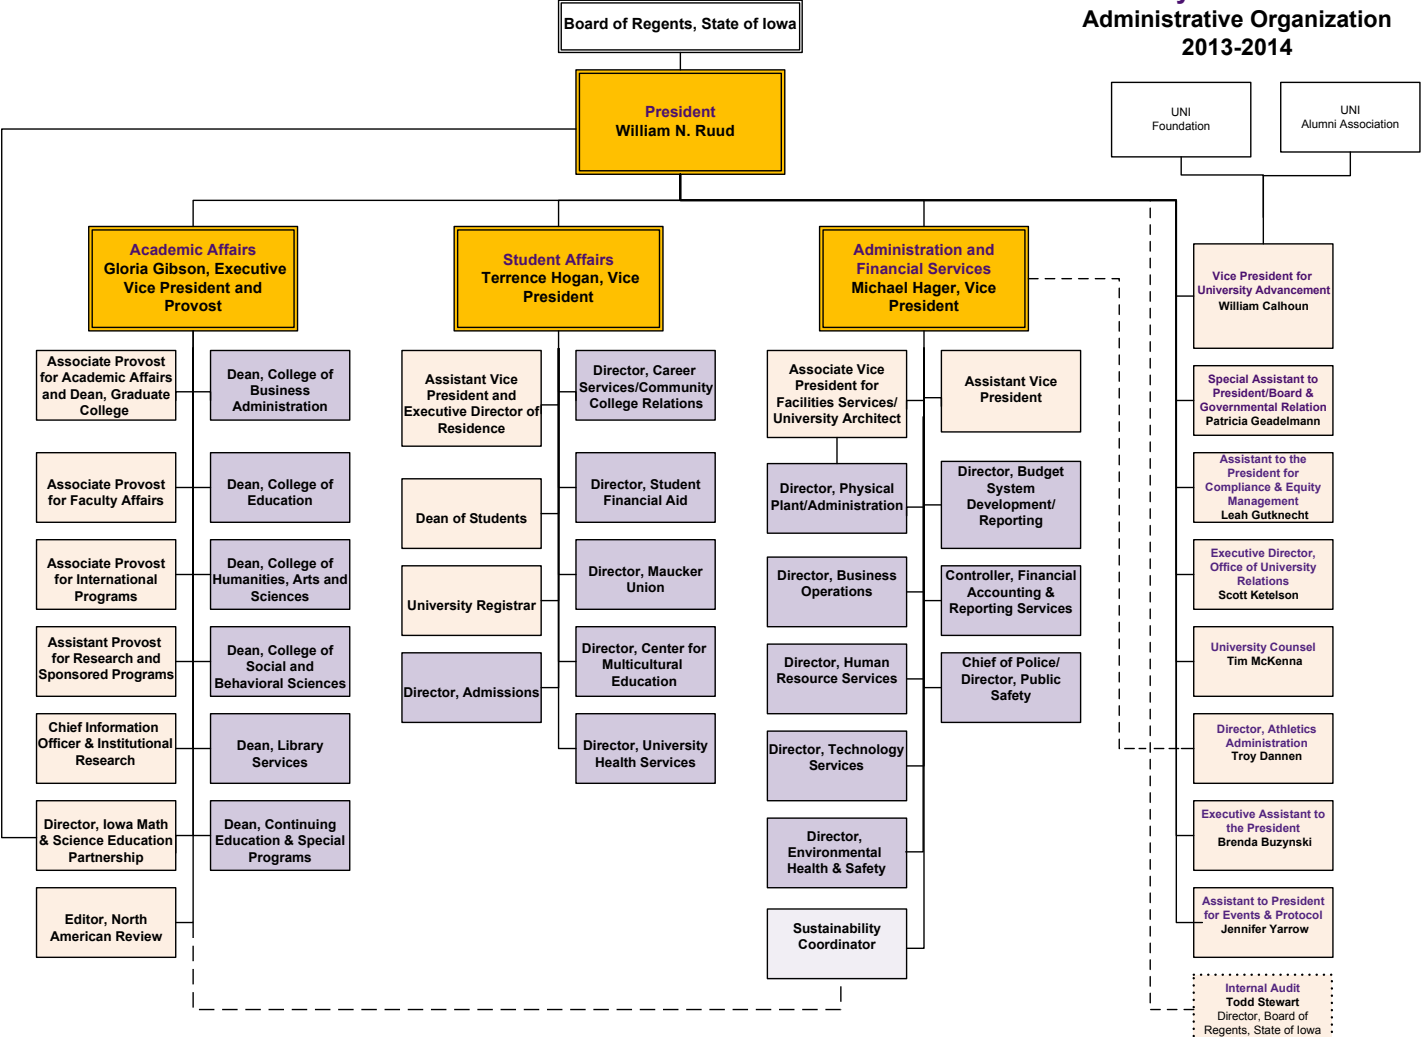 Board of Regents, State of Iowa
Administrative Organization
2013-2014
President
William N. Ruud
UNI
Foundation
UNI
Alumni Association
Academic Affairs
Gloria Gibson, Executive
Vice President and
Provost
Student Affairs
Terrence Hogan, Vice
President
Administration and
Financial Services
Michael Hager, Vice
President
Associate Provost
for Academic Affairs
and Dean, Graduate
College
Dean, College of
Business
Administration
Associate Provost
for Faculty Affairs
Dean, College of
Education
Associate Provost
for International
Programs
Dean, College of
Humanities, Arts and
Sciences
Assistant Provost
for Research and
Sponsored Programs
Dean, College of
Social and
Behavioral Sciences
Chief Information
Officer & Institutional
Research
Dean, Library
Services
Director, Iowa Math
& Science Education
Partnership
Dean, Continuing
Education & Special
Programs
Editor, North
American Review
Assistant Vice
President and
Executive Director of
Residence
Director, Career
Services/Community
College Relations
Dean of Students
Director, Student
Financial Aid
University Registrar
Director, Maucker
Union
Director, Admissions
Director, Center for
Multicultural
Education
Director, University
Health Services
Associate Vice
President for
Facilities Services/
University Architect
Assistant Vice
President
Director, Physical
Plant/Administration
Director, Budget
System
Development/
Reporting
Director, Business
Operations
Controller, Financial
Accounting &
Reporting Services
Director, Human
Resource Services
Chief of Police/
Director, Public
Safety
Director, Technology
Services
Director,
Environmental
Health & Safety
Sustainability
Coordinator
Vice President for
University Advancement
William Calhoun
Special Assistant to
President/Board &
Governmental Relation
Patricia Geadelmann
Assistant to the
President for
Compliance & Equity
Management
Leah Gutknecht
Executive Director,
Office of University
Relations
Scott Ketelson
University Counsel
Tim McKenna
Director, Athletics
Administration
Troy Dannen
Executive Assistant to
the President
Brenda Buzynski
Assistant to President
for Events & Protocol
Jennifer Yarrow
Internal Audit
Todd Stewart
Director, Board of
Regents, State of Iowa